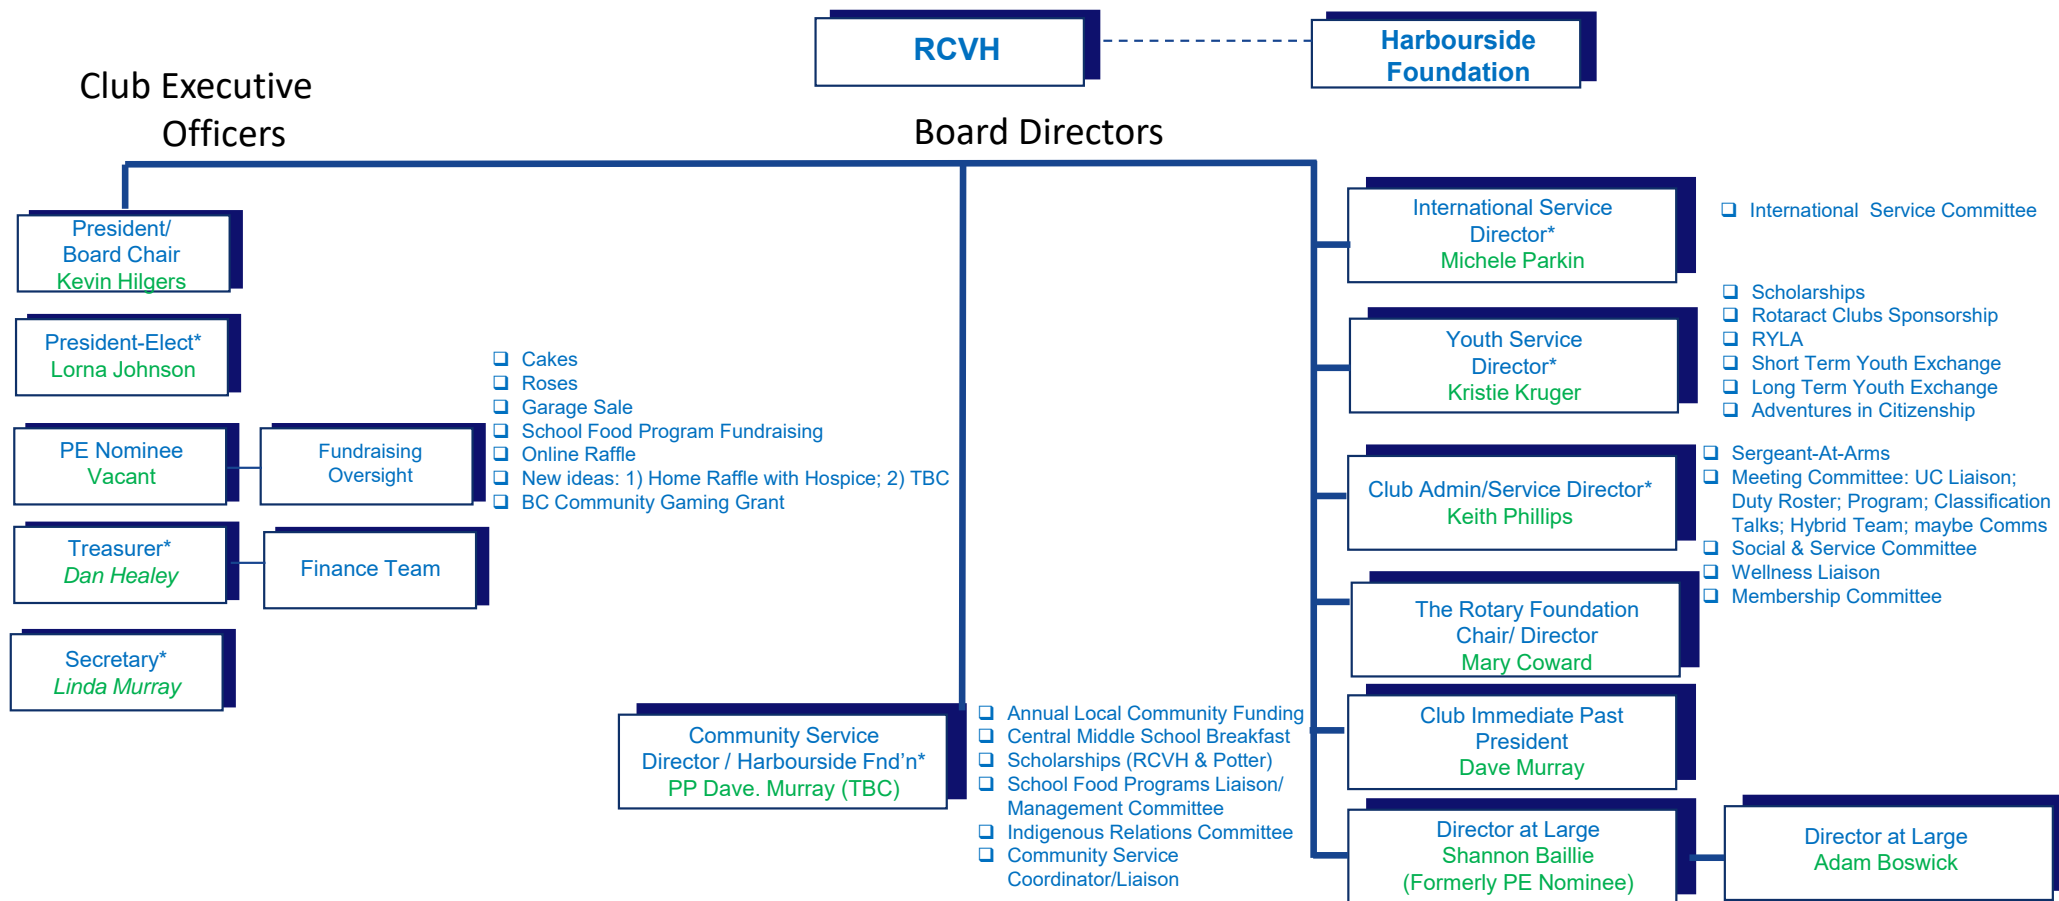 RCVH
Harbourside
Foundation
Club Executive
Officers
Board Directors
President/
Board Chair
Kevin Hilgers
President-Elect*
Lorna Johnson
PE Nominee
Vacant
Fundraising
Oversight
❑ Cakes
❑ Roses
❑ Garage Sale
❑ School Food Program Fundraising
❑ Online Raffle
❑ New ideas: 1) Home Raffle with Hospice; 2) TBC
❑ BC Community Gaming Grant
Treasurer*
Dan Healey
Finance Team
Secretary*
Linda Murray
Community Service
Director / Harbourside Fnd’n*
PP Dave. Murray (TBC)
❑ Annual Local Community Funding
❑ Central Middle School Breakfast
❑ Scholarships (RCVH & Potter)
❑ School Food Programs Liaison/
Management Committee
❑ Indigenous Relations Committee
❑ Community Service
Coordinator/Liaison
International Service
Director*
Michele Parkin
❑ International Service Committee
Youth Service
Director*
Kristie Kruger
❑ Scholarships
❑ Rotaract Clubs Sponsorship
❑ RYLA
❑ Short Term Youth Exchange
❑ Long Term Youth Exchange
❑ Adventures in Citizenship
Club Admin/Service Director*
Keith Phillips
❑ Sergeant-At-Arms
❑ Meeting Committee: UC Liaison;
Duty Roster; Program; Classification
Talks; Hybrid Team; maybe Comms
❑ Social & Service Committee
❑ Wellness Liaison
❑ Membership Committee
The Rotary Foundation
Chair/ Director
Mary Coward
Club Immediate Past
President
Dave Murray
Director at Large
Shannon Baillie
(Formerly PE Nominee)
Director at Large
Adam Boswick